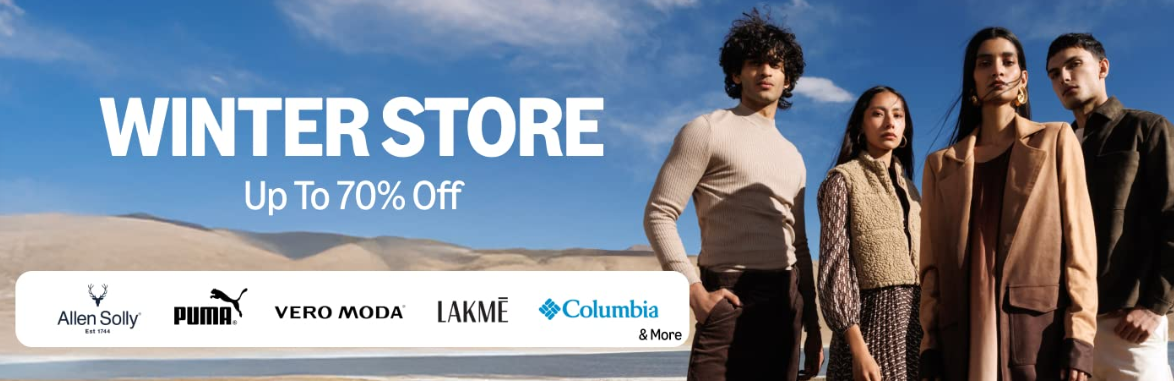 WINTER STORE
Up To 70% Off
Allen Solly
Est 1744
PUMA
VERO MODA
LAKMĒ
Columbia
& More